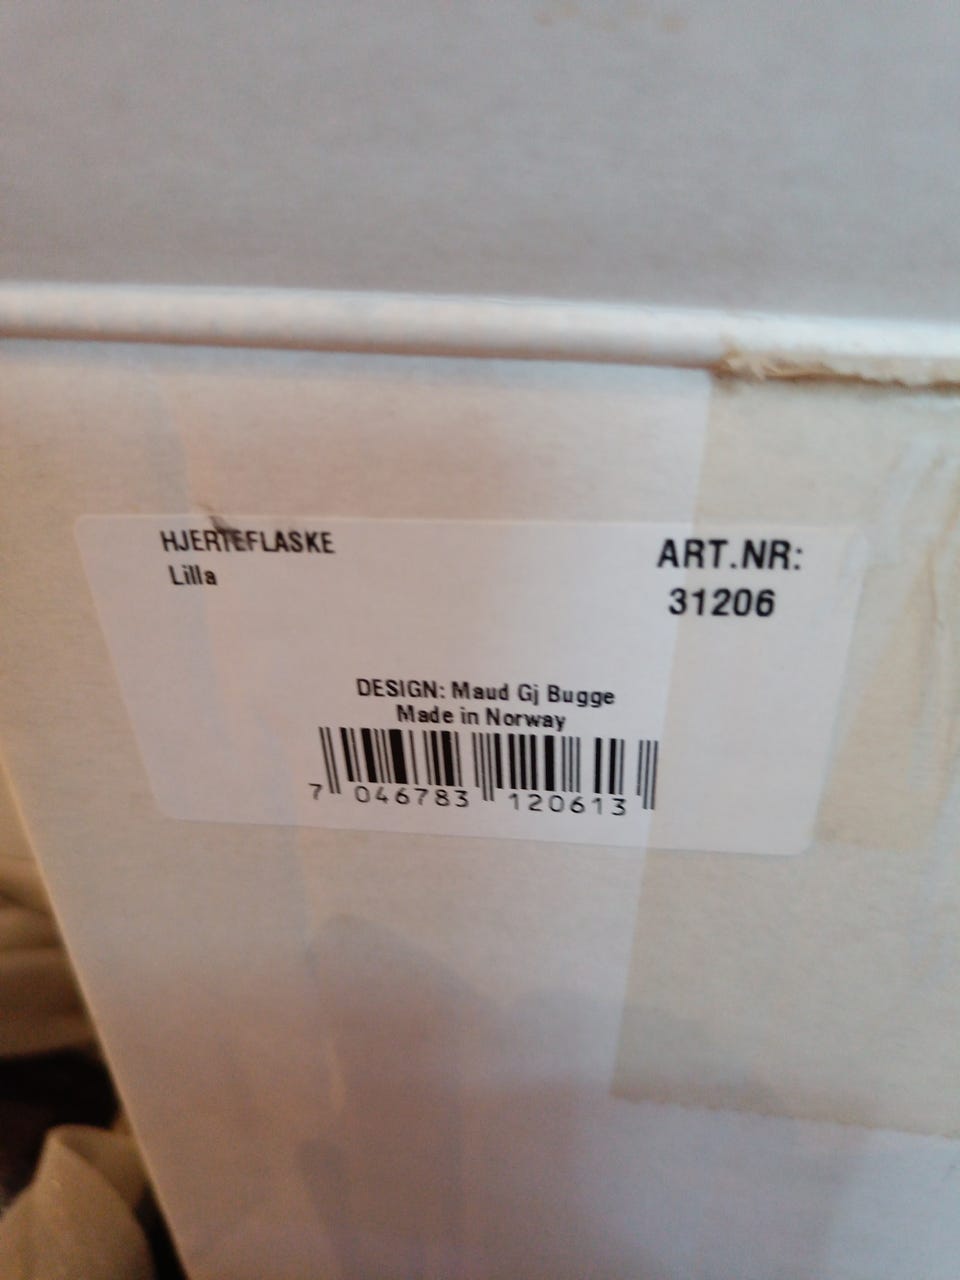 HJERTEFLASKE
Lilla
ART.NR:
31206
DESIGN: Maud Gj Bugge
Made in Norway
7 046783 120613